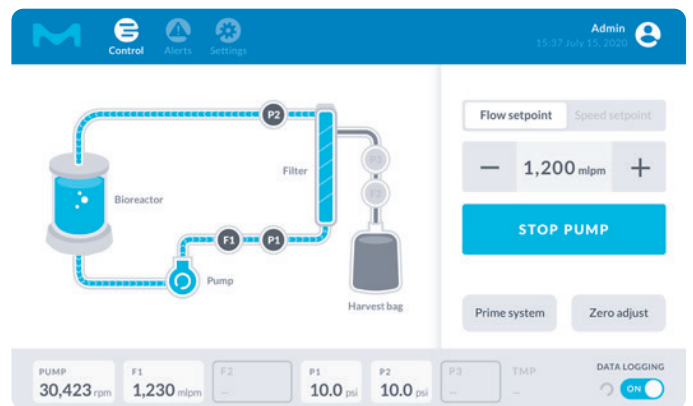 Control Alerts Settings
Admin
15:37 July 15, 2020
P2
Filter
P3
F2
Bioreactor
F1 P1
Pump
Harvest bag
Flow setpoint Speed setpoint
− 1,200 mlpm +
STOP PUMP
Prime system Zero adjust
PUMP F1 F2 P1 P2 P3 TMP DATA LOGGING
30,423 rpm 1,230 mlpm -- 10.0 psi 10.0 psi -- -- ON